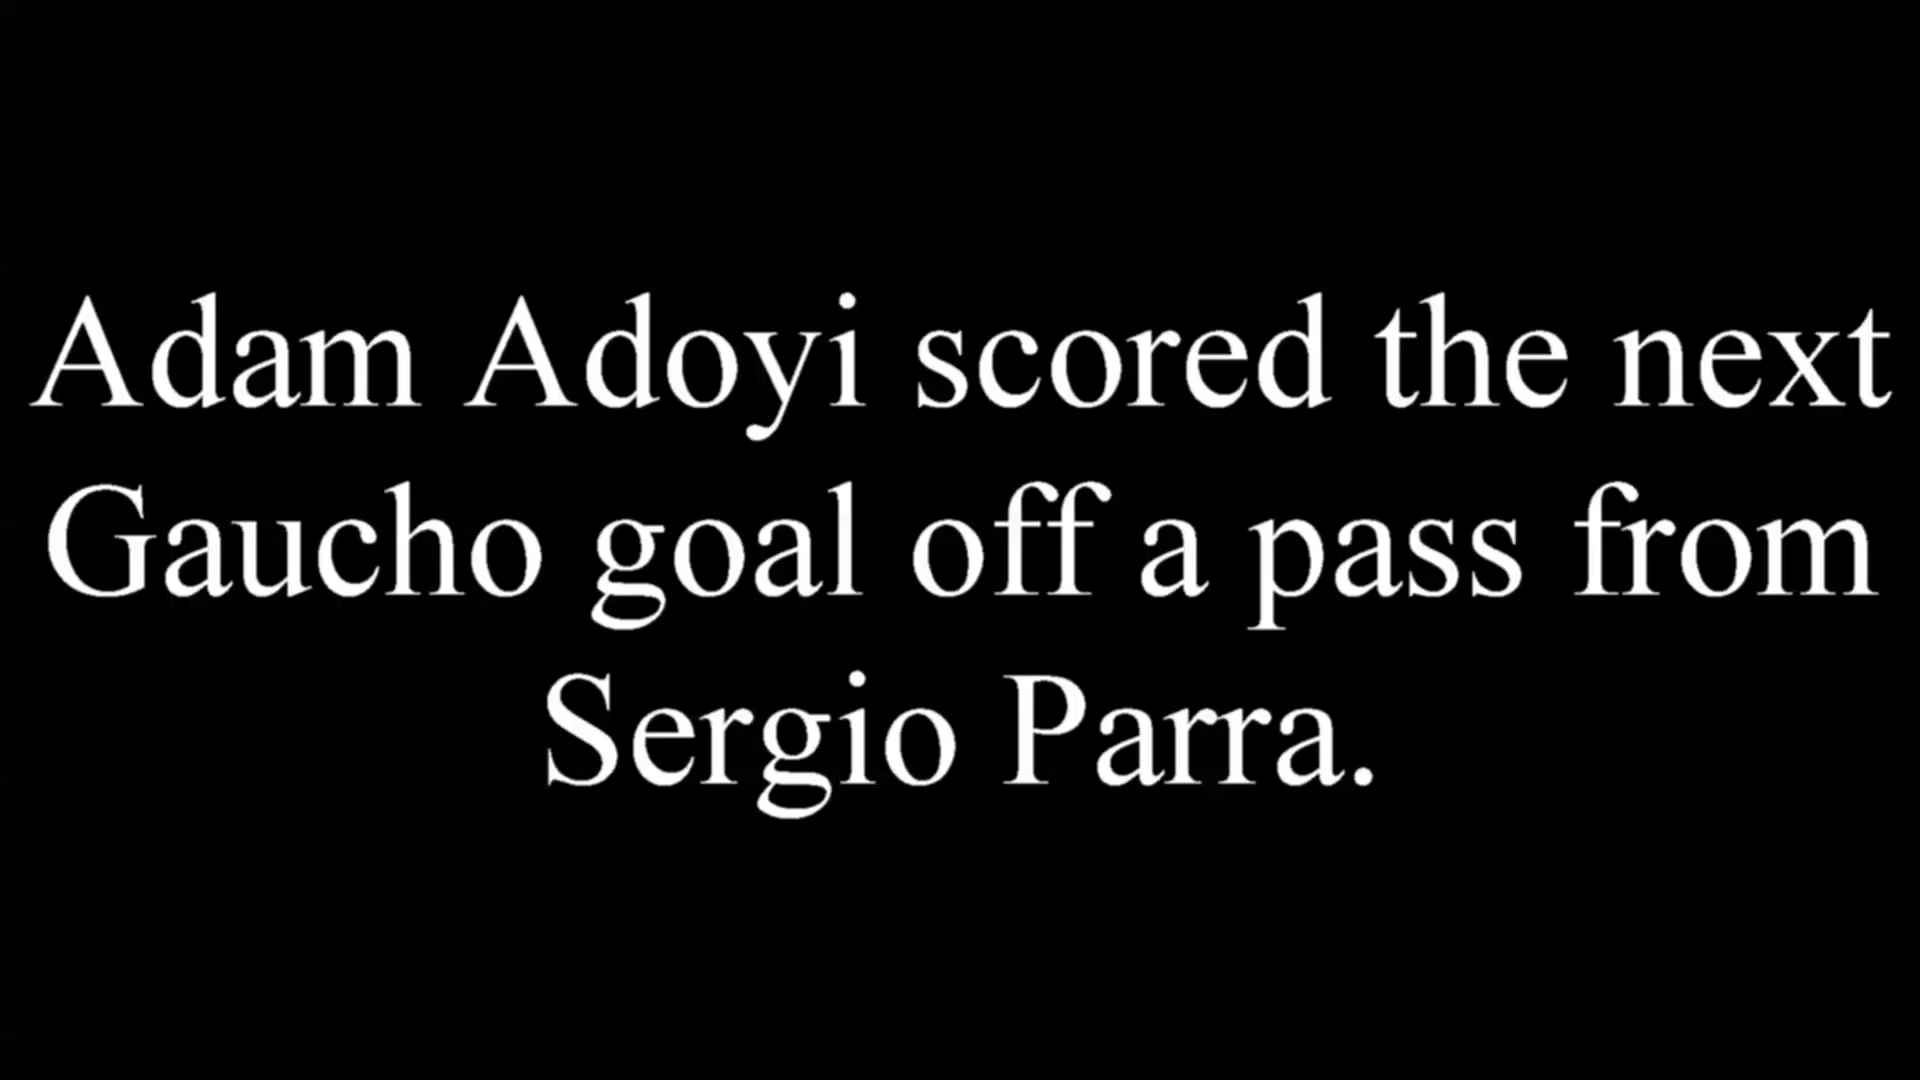 Adam Adoyi scored the next
Gaucho goal off a pass from
Sergio Parra.